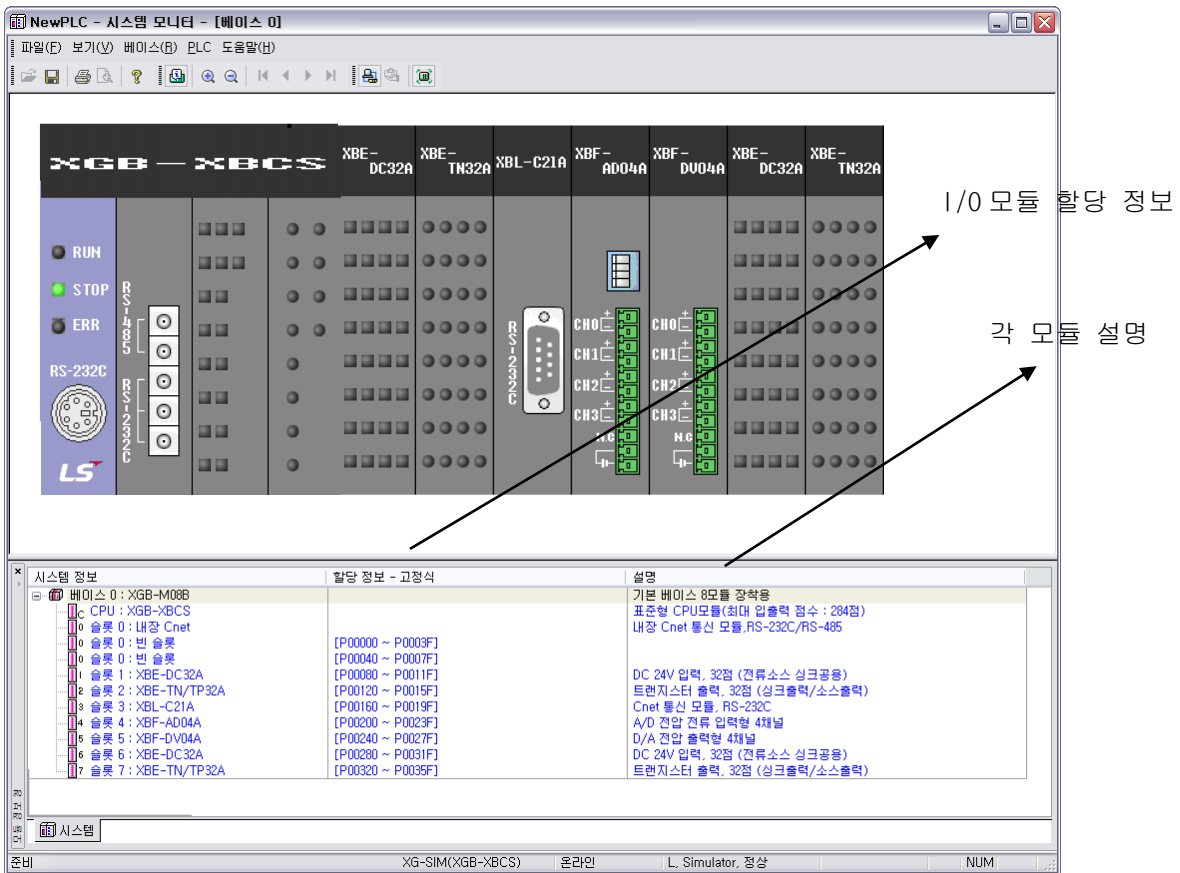 NewPLC - 시스템 모니터 - [베이스 0]
파일(F) 보기(V) 베이스(B) PLC 도움말(H)
XGB-XBCS
XBE-DC32A
XBE-TN32A
XBL-C21A
XBF-AD04A
XBF-DV04A
XBE-DC32A
XBE-TN32A
I/O 모듈 할당 정보
RUN
STOP
ERR
RS-232C
LS
RS-485
RS-232C
RS-232C
CH0 + -
CH1 + -
CH2 + -
CH3 + -
N.C
CH0 + -
CH1 + -
CH2 + -
CH3 + -
N.C
각 모듈 설명
시스템 정보 할당 정보 - 고정식 설명
베이스 0 : XGB-M08B 기본 베이스 8모듈 장착용
C CPU : XGB-XBCS 표준형 CPU모듈(최대 입출력 점수 : 284점)
0 슬롯 0 : 내장 Cnet 내장 Cnet 통신 모듈,RS-232C/RS-485
0 슬롯 0 : 빈 슬롯 [P00000 ~ P0003F]
0 슬롯 0 : 빈 슬롯 [P00040 ~ P0007F]
1 슬롯 1 : XBE-DC32A [P00080 ~ P0011F] DC 24V 입력, 32점 (전류소스 싱크공용)
2 슬롯 2 : XBE-TN/TP32A [P00120 ~ P0015F] 트랜지스터 출력, 32점 (싱크출력/소스출력)
3 슬롯 3 : XBL-C21A [P00160 ~ P0019F] Cnet 통신 모듈, RS-232C
4 슬롯 4 : XBF-AD04A [P00200 ~ P0023F] A/D 전압 전류 입력형 4채널
5 슬롯 5 : XBF-DV04A [P00240 ~ P0027F] D/A 전압 출력형 4채널
6 슬롯 6 : XBE-DC32A [P00280 ~ P0031F] DC 24V 입력, 32점 (전류소스 싱크공용)
7 슬롯 7 : XBE-TN/TP32A [P00320 ~ P0035F] 트랜지스터 출력, 32점 (싱크출력/소스출력)
시스템
준비 XG-SIM(XGB-XBCS) 온라인 L, Simulator, 정상 NUM